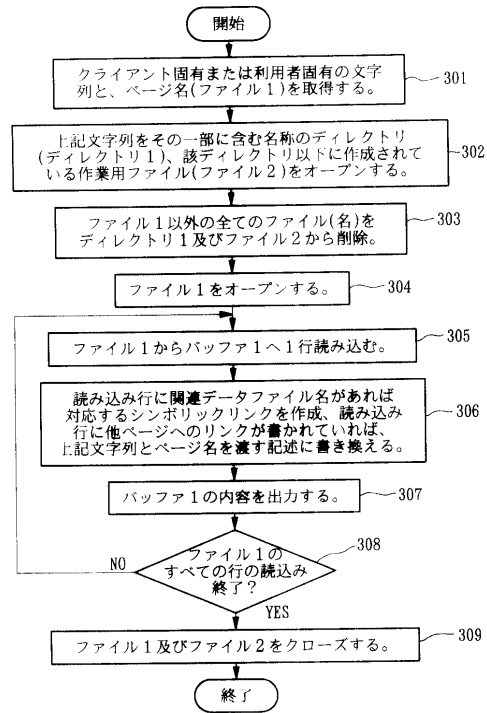 開始
クライアント固有または利用者固有の文字
列と、ページ名(ファイル1)を取得する。
301
上記文字列をその一部に含む名称のディレクトリ
(ディレクトリ1)、該ディレクトリ以下に作成されて
いる作業用ファイル(ファイル2)をオープンする。
302
ファイル1以外の全てのファイル(名)を
ディレクトリ1及びファイル2から削除。
303
ファイル1をオープンする。
304
ファイル1からバッファ1へ1行読み込む。
305
読み込み行に関連データファイル名があれば
対応するシンボリックリンクを作成、読み込み
行に他ページへのリンクが書かれていれば、
上記文字列とページ名を渡す記述に書き換える。
306
バッファ1の内容を出力する。
307
ファイル1の
すべての行の読込み
終了?
308
NO
YES
ファイル1及びファイル2をクローズする。
309
終了